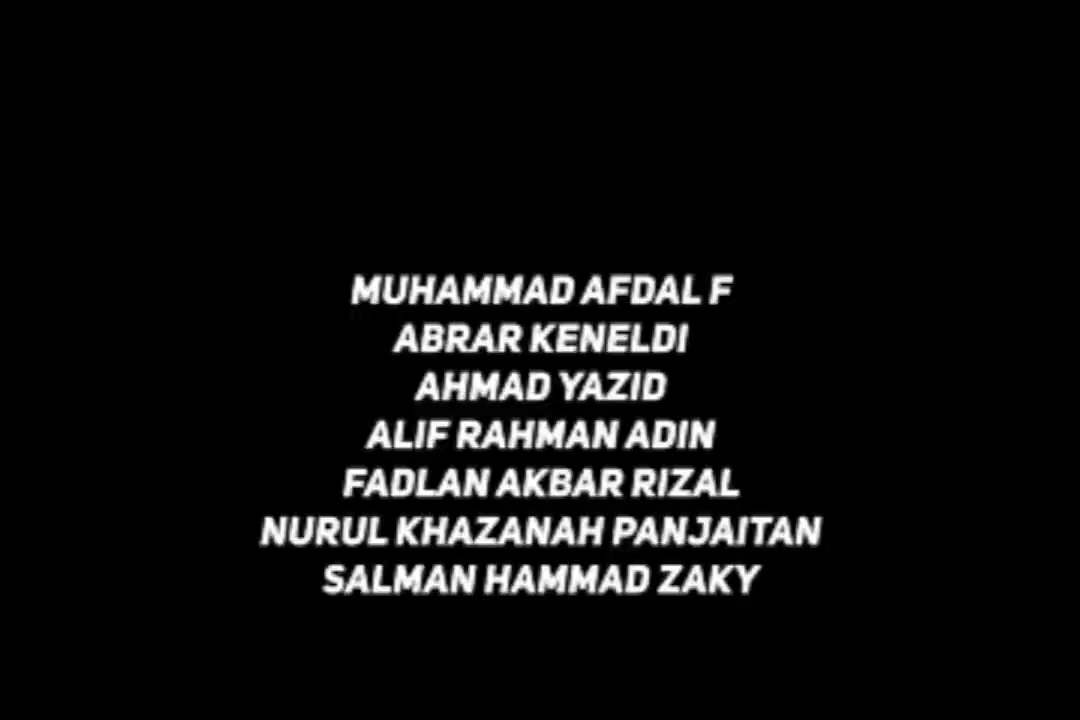 MUHAMMAD AFDAL F
ABRAR KENELDI
AHMAD YAZID
ALIF RAHMAN ADIN
FADLAN AKBAR RIZAL
NURUL KHAZANAH PANJAITAN
SALMAN HAMMAD ZAKY